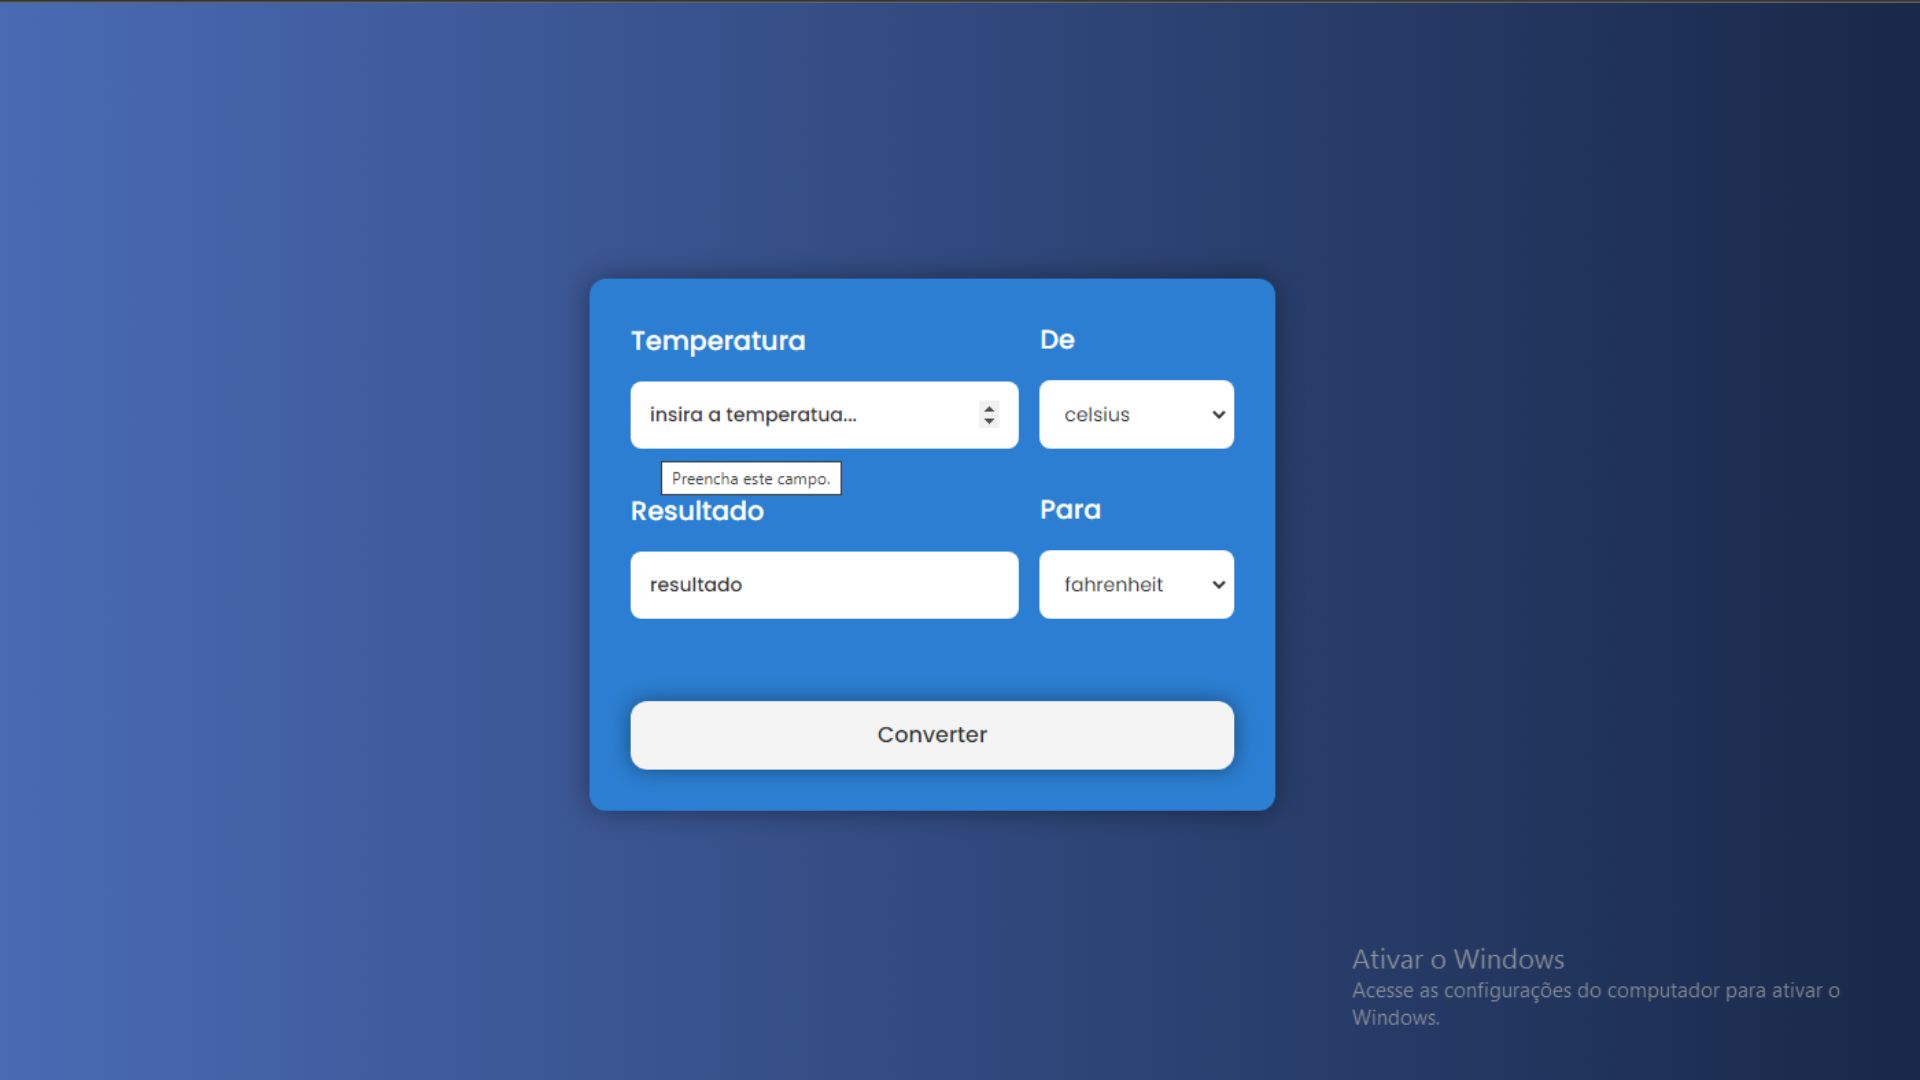 Temperatura
De
insira a temperatua...
celsius
Preencha este campo.
Resultado
Para
resultado
fahrenheit
Converter
Ativar o Windows
Acesse as configurações do computador para ativar o
Windows.